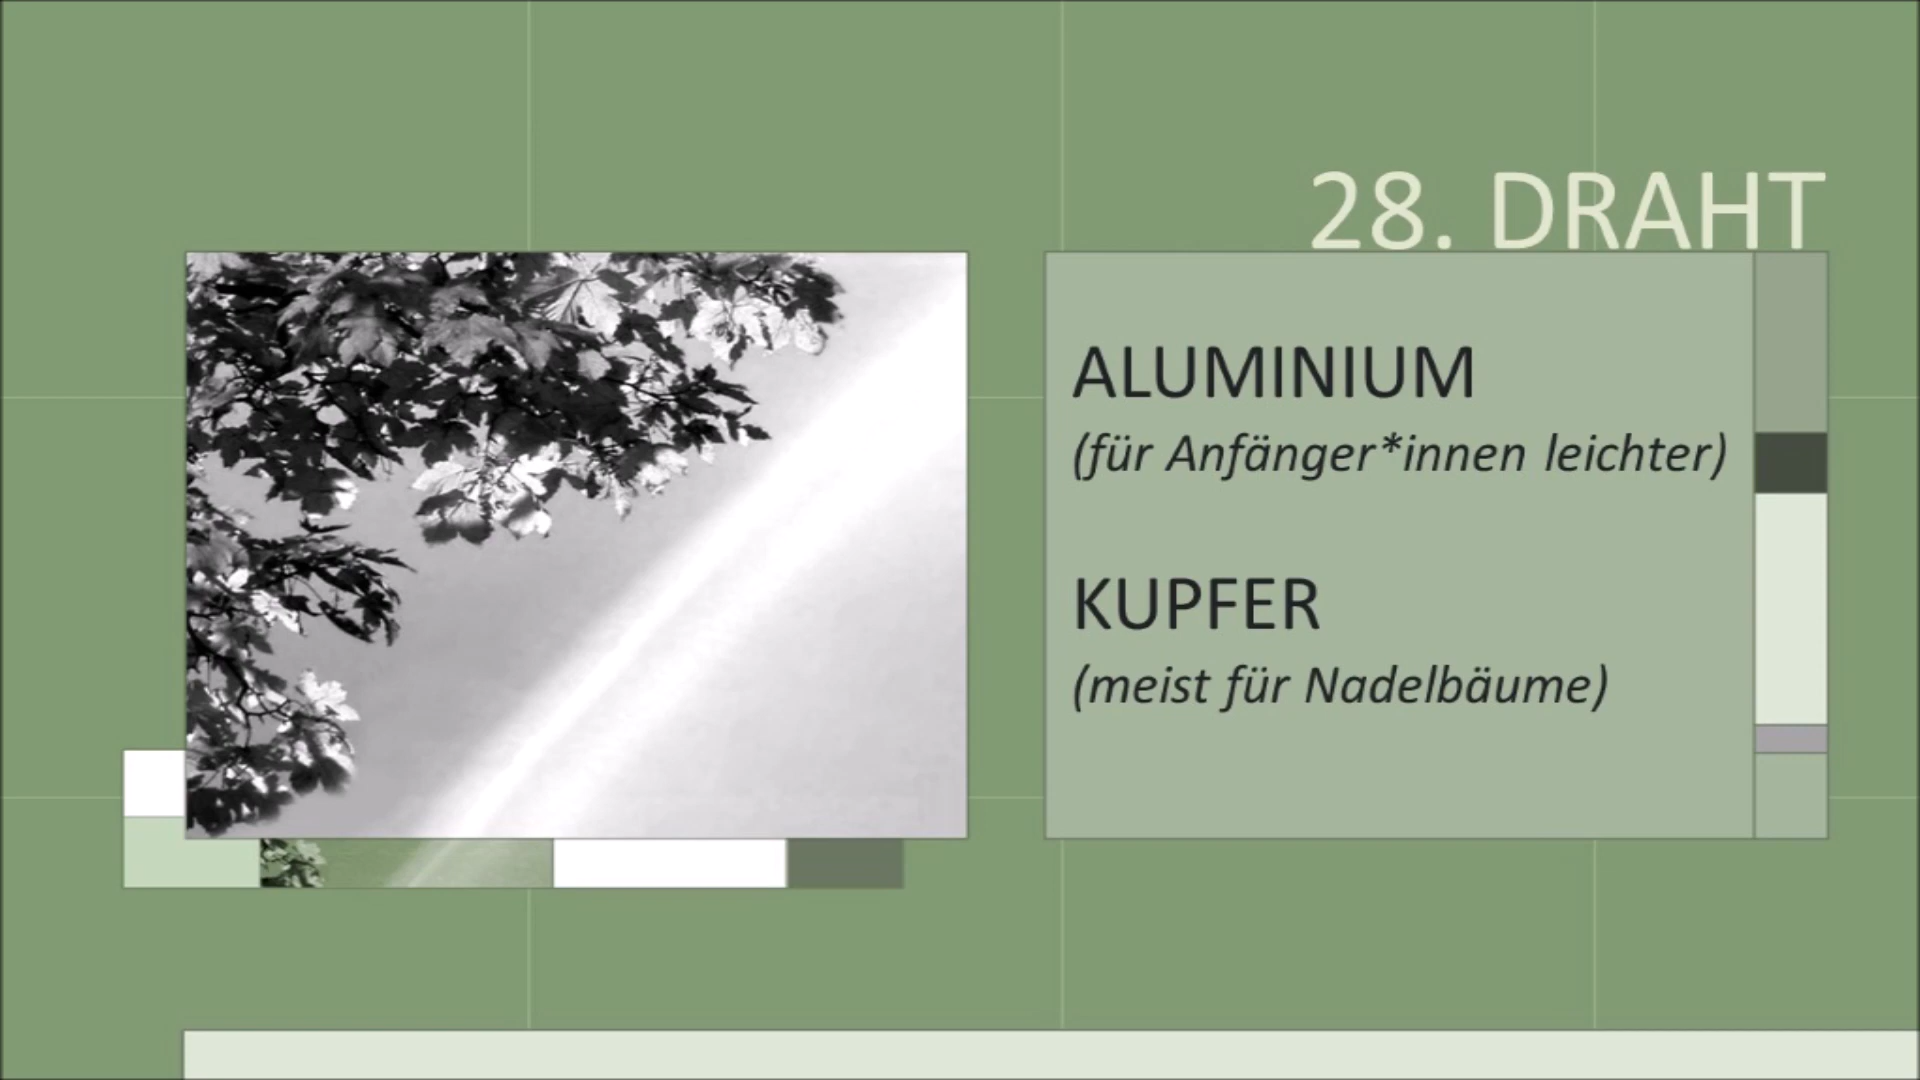 28. DRAHT
ALUMINIUM
(für Anfänger*innen leichter)
KUPFER
(meist für Nadelbäume)